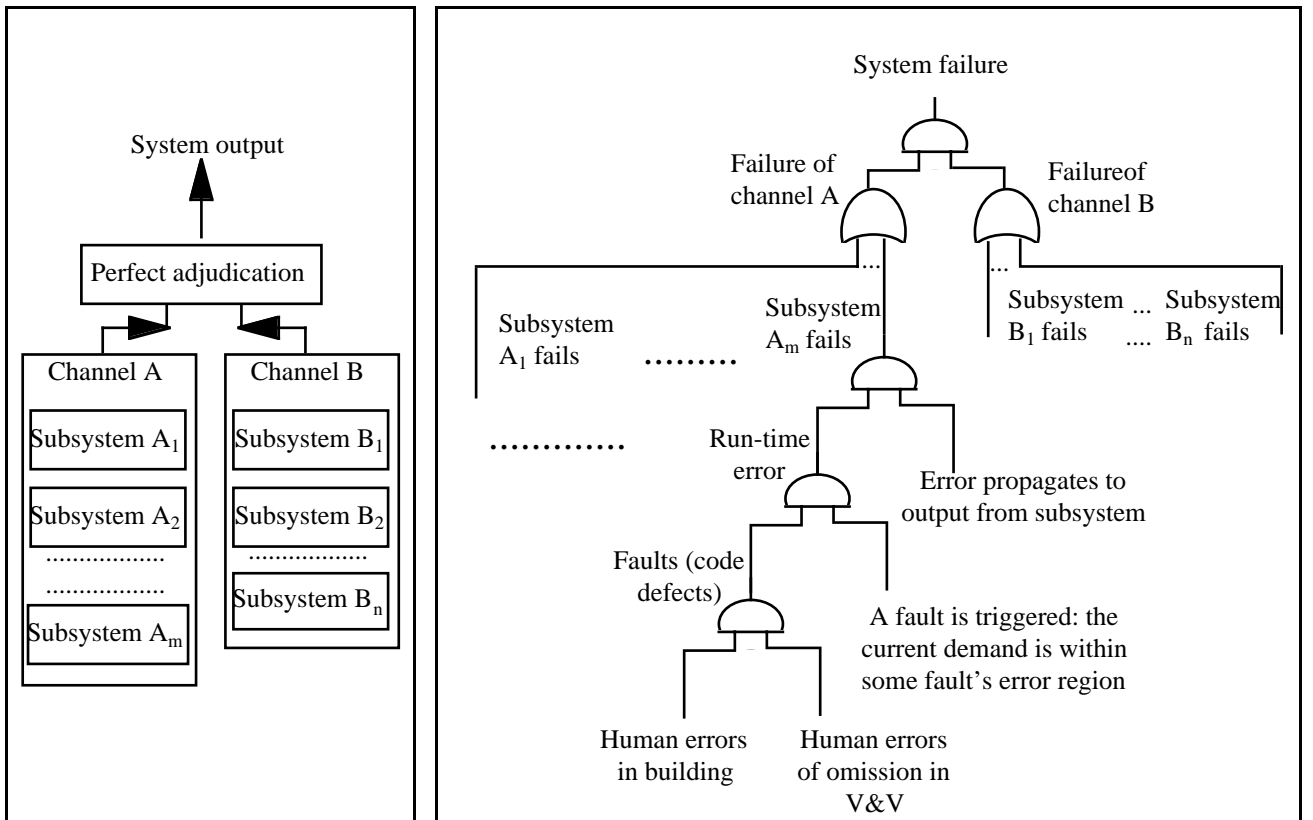 System output
Perfect adjudication
Channel A
Channel B
Subsystem A1
Subsystem B1
Subsystem A2
Subsystem B2
.....................
.....................
.....................
Subsystem Bn
Subsystem Am
System failure
Failure of
channel A
Failureof
channel B
...
...
Subsystem
A1 fails
.........
Subsystem
Am fails
Subsystem
B1 fails
...
....
Subsystem
Bn fails
.............
Run-time
error
Error propagates to
output from subsystem
Faults (code
defects)
A fault is triggered: the
current demand is within
some fault's error region
Human errors
in building
Human errors
of omission in
V&V